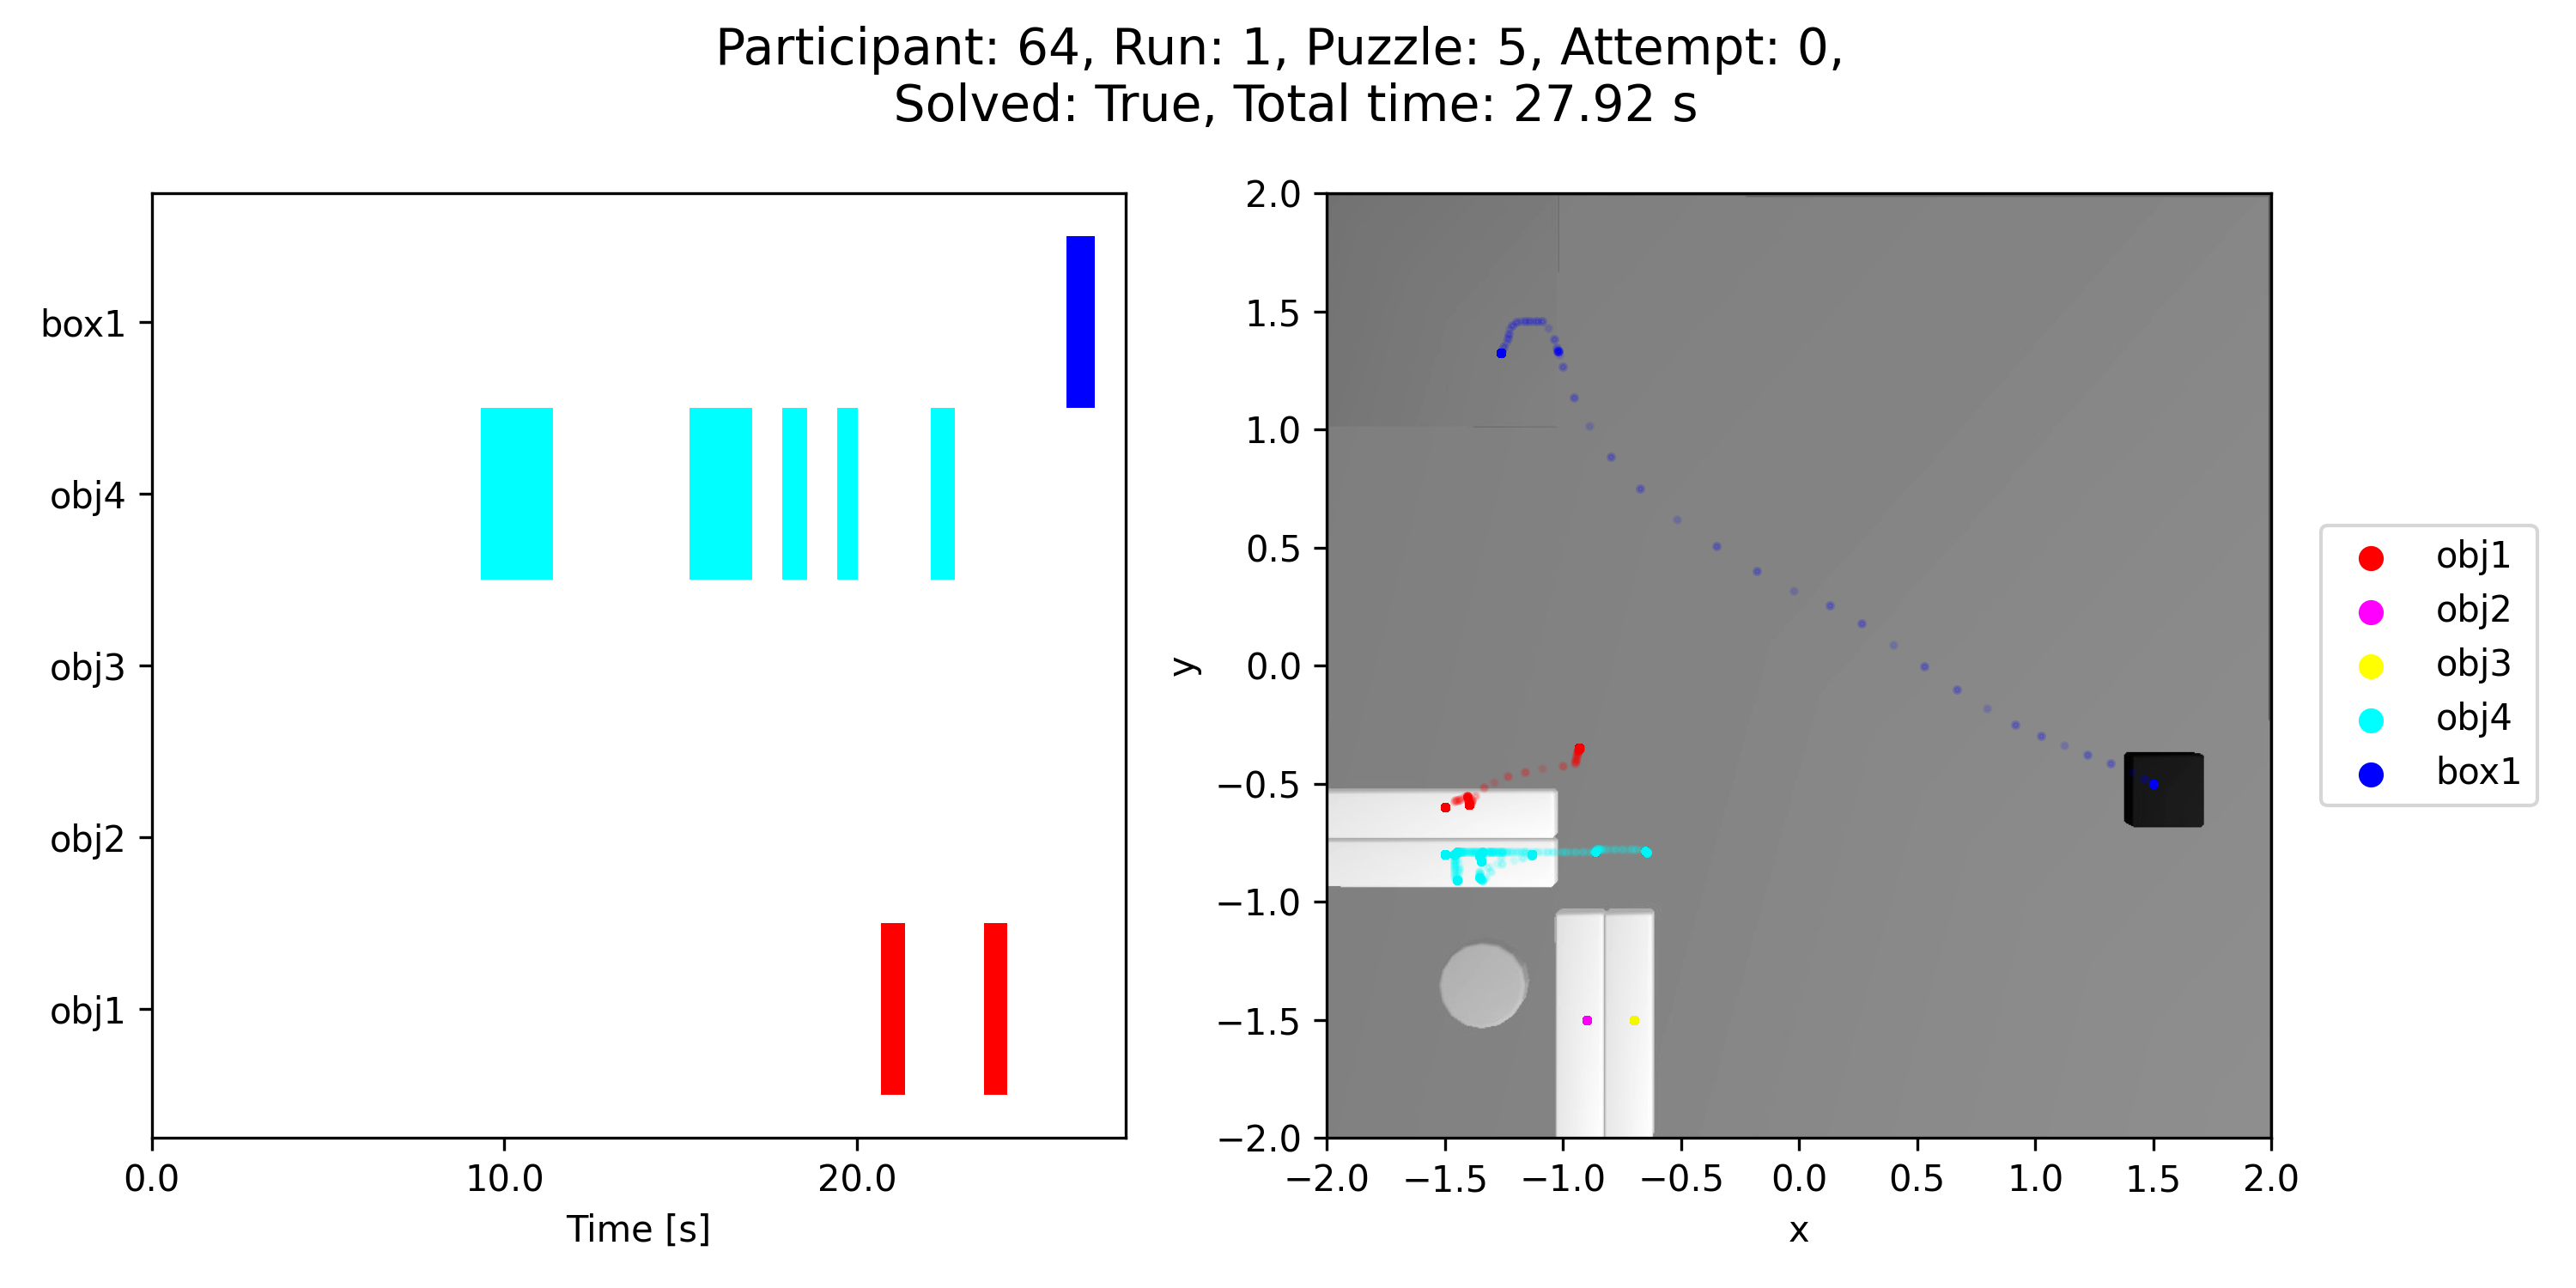 Participant: 64, Run: 1, Puzzle: 5, Attempt: 0,
Solved: True, Total time: 27.92 s
box1
obj4
obj3
obj2
obj1
0.0 10.0 20.0
Time [s]
2.0
1.5
1.0
0.5
0.0
−0.5
−1.0
−1.5
−2.0
y
−2.0 −1.5 −1.0 −0.5 0.0 0.5 1.0 1.5 2.0
x
obj1
obj2
obj3
obj4
box1